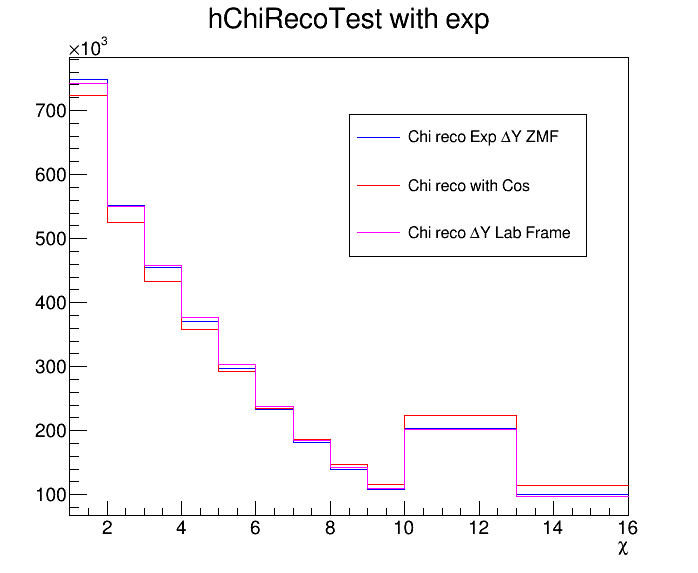 hChiRecoTest with exp
×10³
700
600
500
400
300
200
100
Chi reco Exp ΔY ZMF
Chi reco with Cos
Chi reco ΔY Lab Frame
2 4 6 8 10 12 14 16
χ